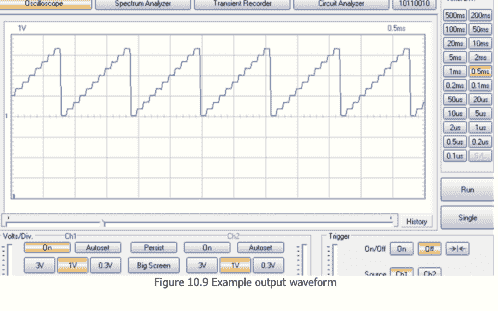 Oscilloscope Spectrum Analyzer Transient Recorder Circuit Analyzer 10110010
1V 0.5ms
500ms 200ms
100ms 50ms
20ms 10ms
5ms 2ms
1ms 0.5ms
0.2ms 0.1ms
50us 20us
10us 5us
2us 1us
0.5us 0.2us
0.1us
1
Run
History
Single
Volts/Div. Ch1 Ch2 Trigger
On Autoset Persist On Autoset On/Off On Off
3V 1V 0.3V Big Screen 3V 1V 0.3V
Source Ch1 Ch2
Figure 10.9 Example output waveform